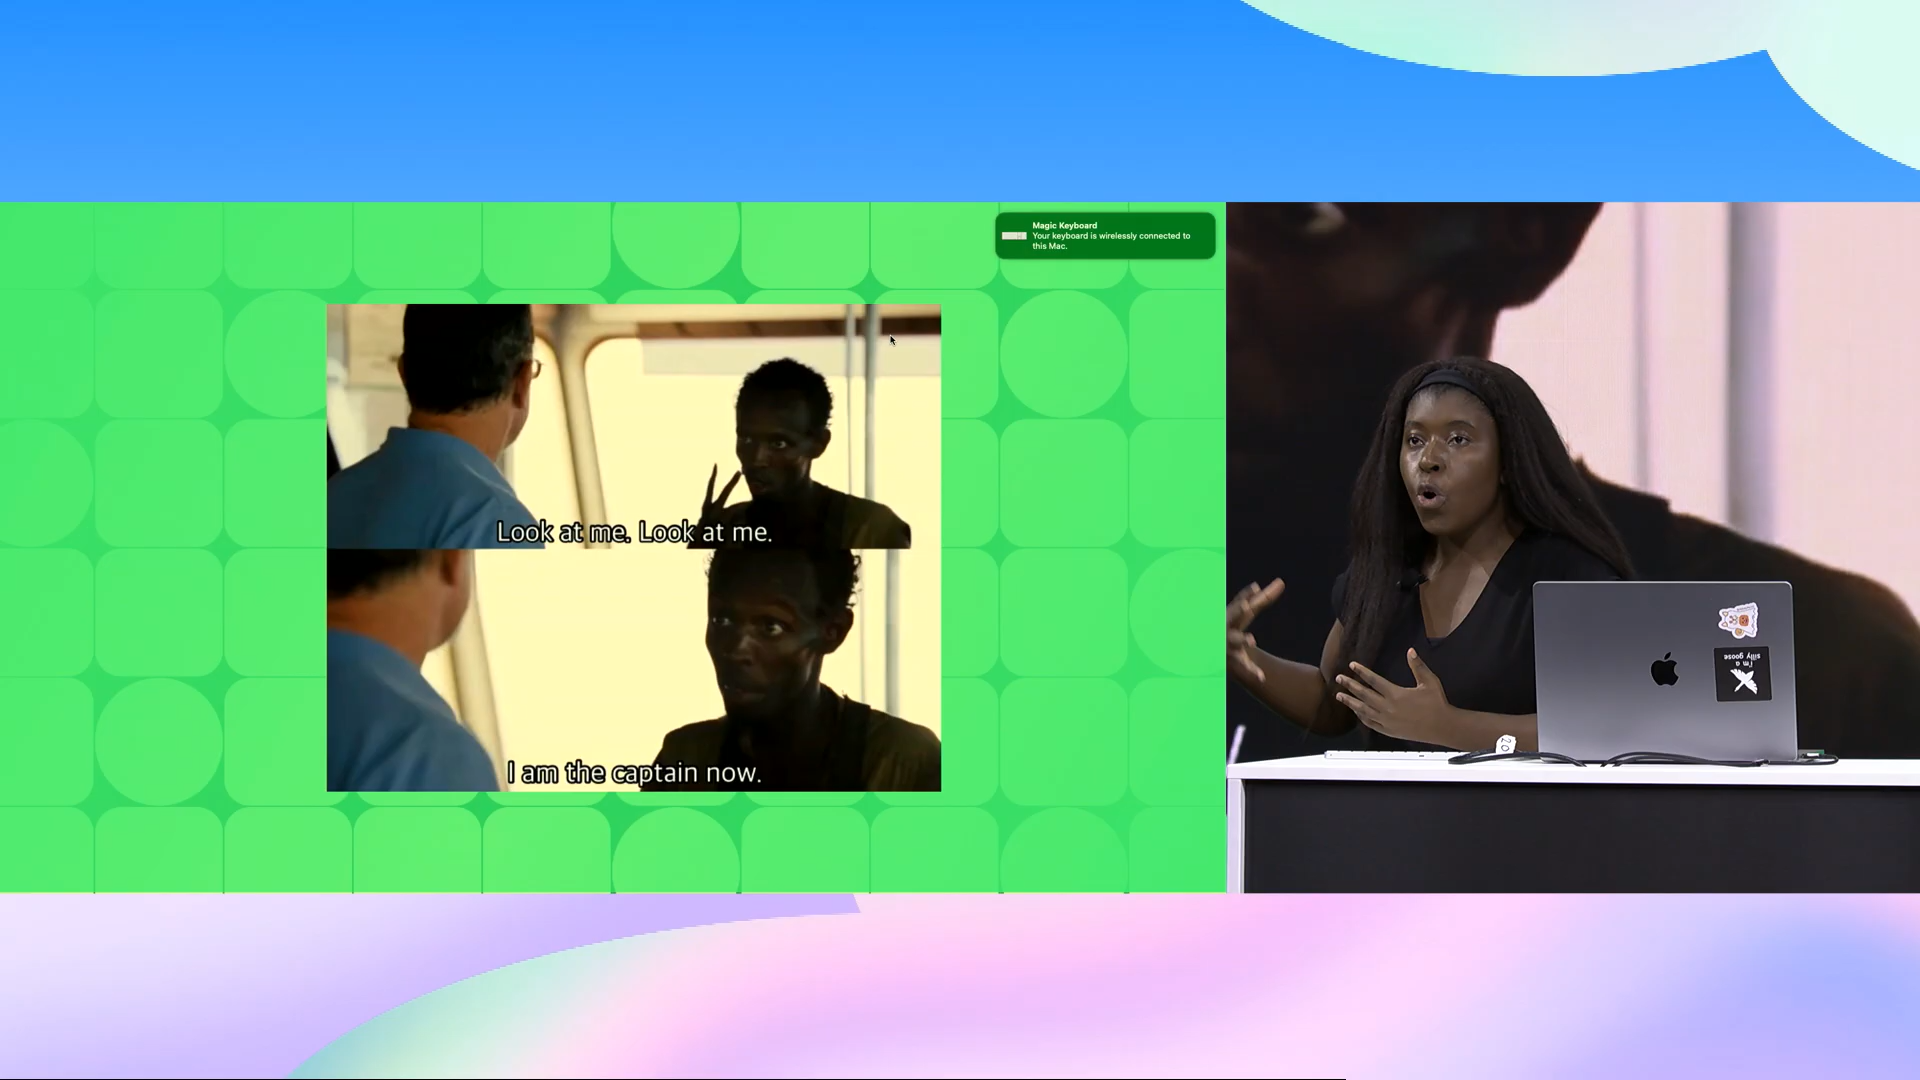 Magic Keyboard
Your keyboard is wirelessly connected to
this Mac.
Look at me. Look at me.
I am the captain now.
i'm a
silly goose
20